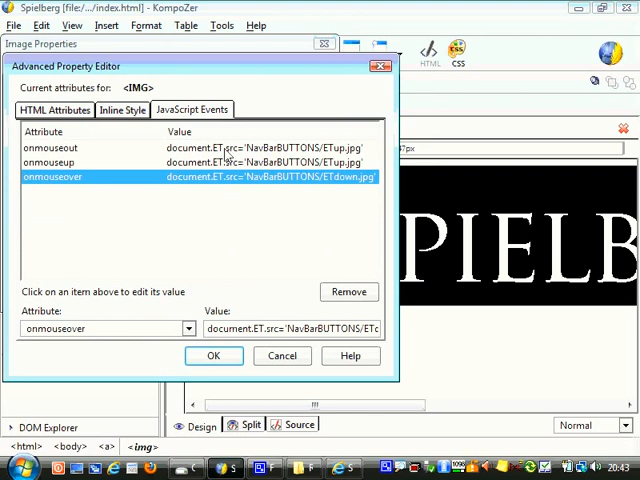 Spielberg [file:/.../index.html] - KompoZer
File Edit View Insert Format Table Tools Help
Image Properties
HTML CSS
Advanced Property Editor
Current attributes for: <IMG>
HTML Attributes Inline Style JavaScript Events
Attribute Value
onmouseout document.ET.src='NavBarBUTTONS/ETup.jpg'
onmouseup document.ET.src='NavBarBUTTONS/ETup.jpg'
onmouseover document.ET.src='NavBarBUTTONS/ETdown.jpg'
47px
SPIELB
Click on an item above to edit its value
Remove
Attribute: Value:
onmouseover document.ET.src='NavBarBUTTONS/ETc
OK Cancel Help
DOM Explorer
Design Split Source Normal
<html> <body> <a> <img>
20:43